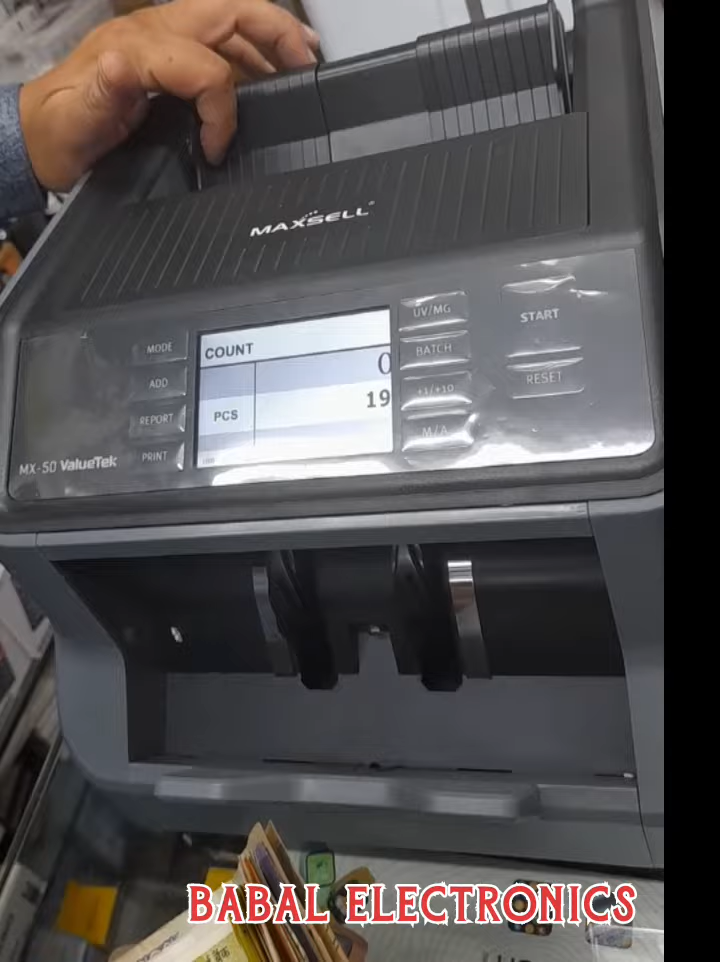 MAXSELL
MODE
ADD
REPORT
PRINT
COUNT
0
19
PCS
UV/MG
BATCH
+1/+10
M/A
START
RESET
MX-50 ValueTek
BABAL ELECTRONICS